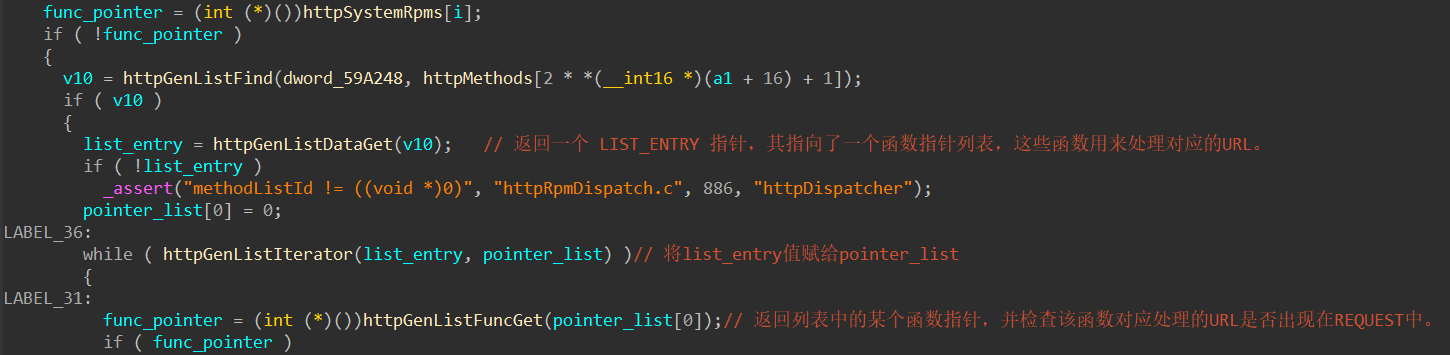 func_pointer = (int (*)())httpSystemRpms[i];
if ( !func_pointer )
{
v10 = httpGenListFind(dword_59A248, httpMethods[2 * *(__int16 *)(a1 + 16) + 1]);
if ( v10 )
{
list_entry = httpGenListDataGet(v10);   // 返回一个 LIST_ENTRY 指针，其指向了一个函数指针列表，这些函数用来处理对应的URL。
if ( !list_entry )
_assert("methodListId != ((void *)0)", "httpRpmDispatch.c", 886, "httpDispatcher");
pointer_list[0] = 0;
LABEL_36:
while ( httpGenListIterator(list_entry, pointer_list) )// 将list_entry值赋给pointer_list
{
LABEL_31:
func_pointer = (int (*)())httpGenListFuncGet(pointer_list[0]);// 返回列表中的某个函数指针，并检查该函数对应处理的URL是否出现在REQUEST中。
if ( func_pointer )